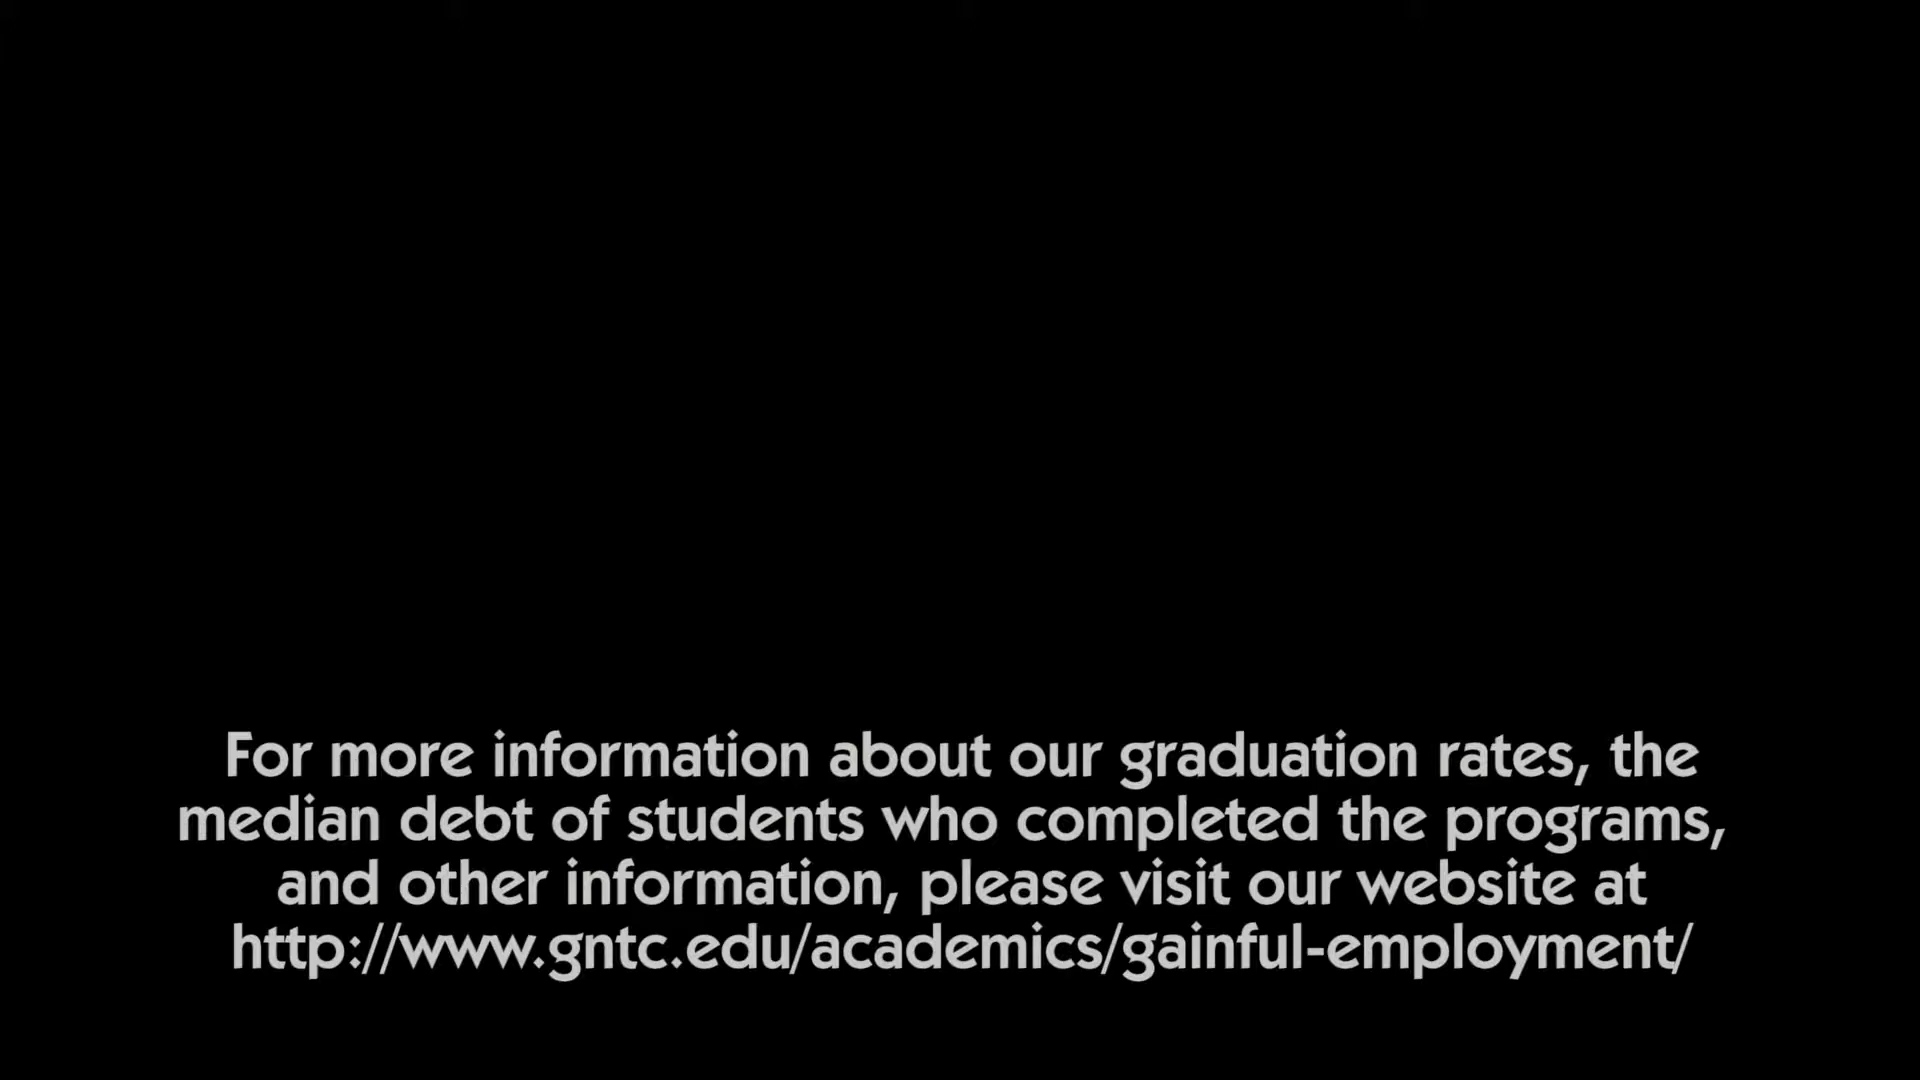 For more information about our graduation rates, the
median debt of students who completed the programs,
and other information, please visit our website at
http://www.gntc.edu/academics/gainful-employment/